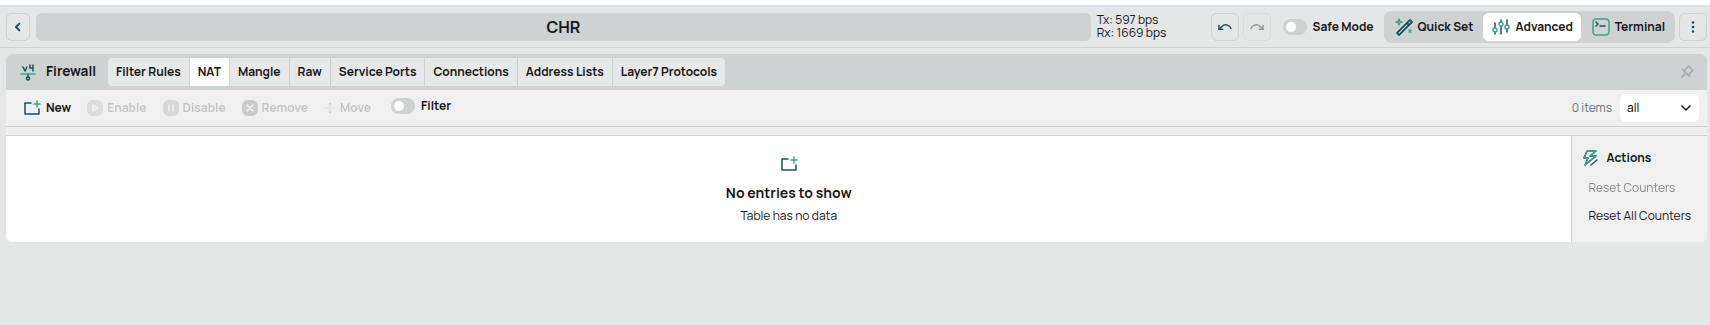 CHR
Tx: 597 bps
Rx: 1669 bps
Safe Mode
Quick Set
Advanced
Terminal
v4
Firewall
Filter Rules
NAT
Mangle
Raw
Service Ports
Connections
Address Lists
Layer7 Protocols
New
Enable
Disable
Remove
Move
Filter
0 items
all
No entries to show
Table has no data
Actions
Reset Counters
Reset All Counters